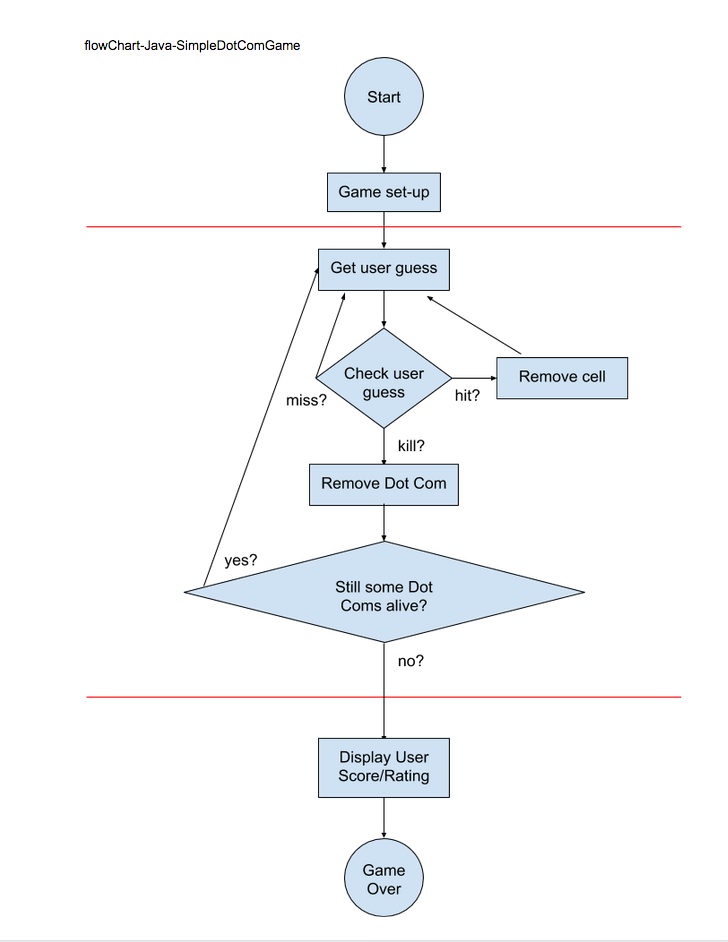 flowChart-Java-SimpleDotComGame
Start
Game set-up
Get user guess
Check user
guess
miss?
hit?
Remove cell
kill?
Remove Dot Com
yes?
Still some Dot
Coms alive?
no?
Display User
Score/Rating
Game
Over